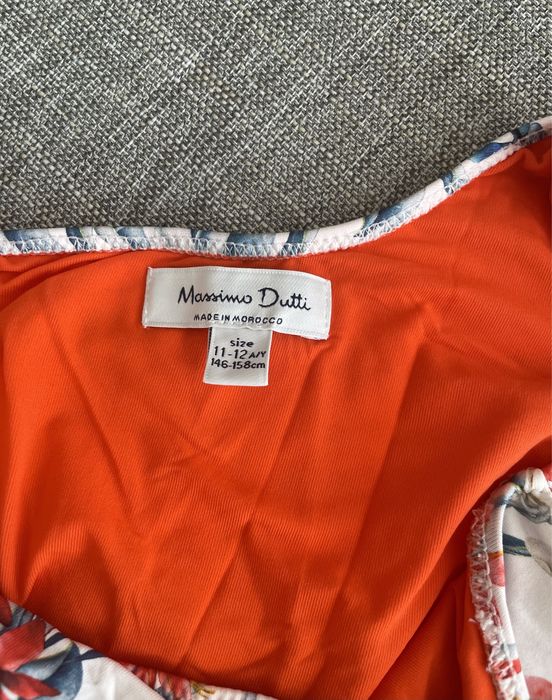 Massimo Dutti
MADE IN MOROCCO
size
11-12 A/Y
146-158cm